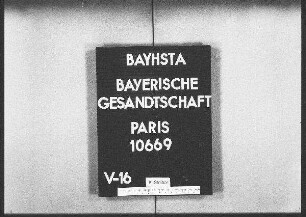 BAYHSTA
BAYERISCHE
GESANDTSCHAFT
PARIS
10669
V-16